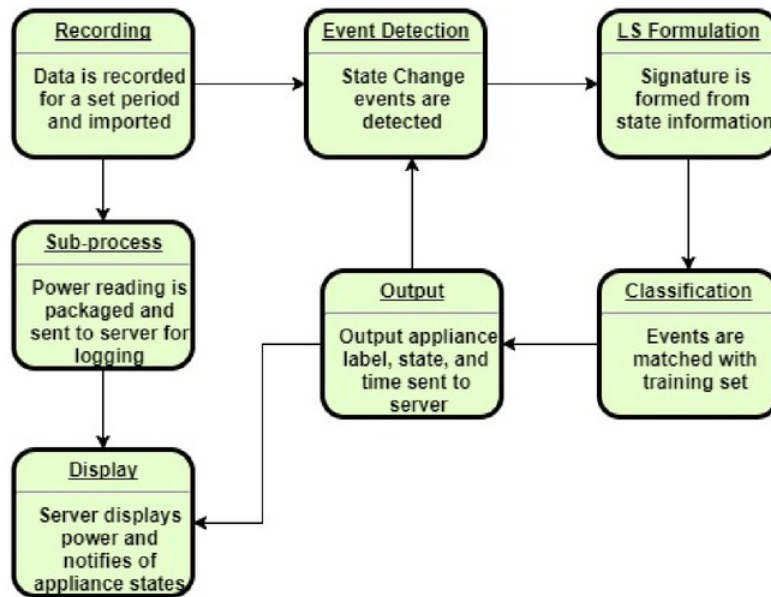 Recording
Data is recorded
for a set period
and imported
Event Detection
State Change
events are
detected
LS Formulation
Signature is
formed from
state information
Sub-process
Power reading is
packaged and
sent to server for
logging
Output
Output appliance
label, state, and
time sent to
server
Classification
Events are
matched with
training set
Display
Server displays
power and
notifies of
appliance states